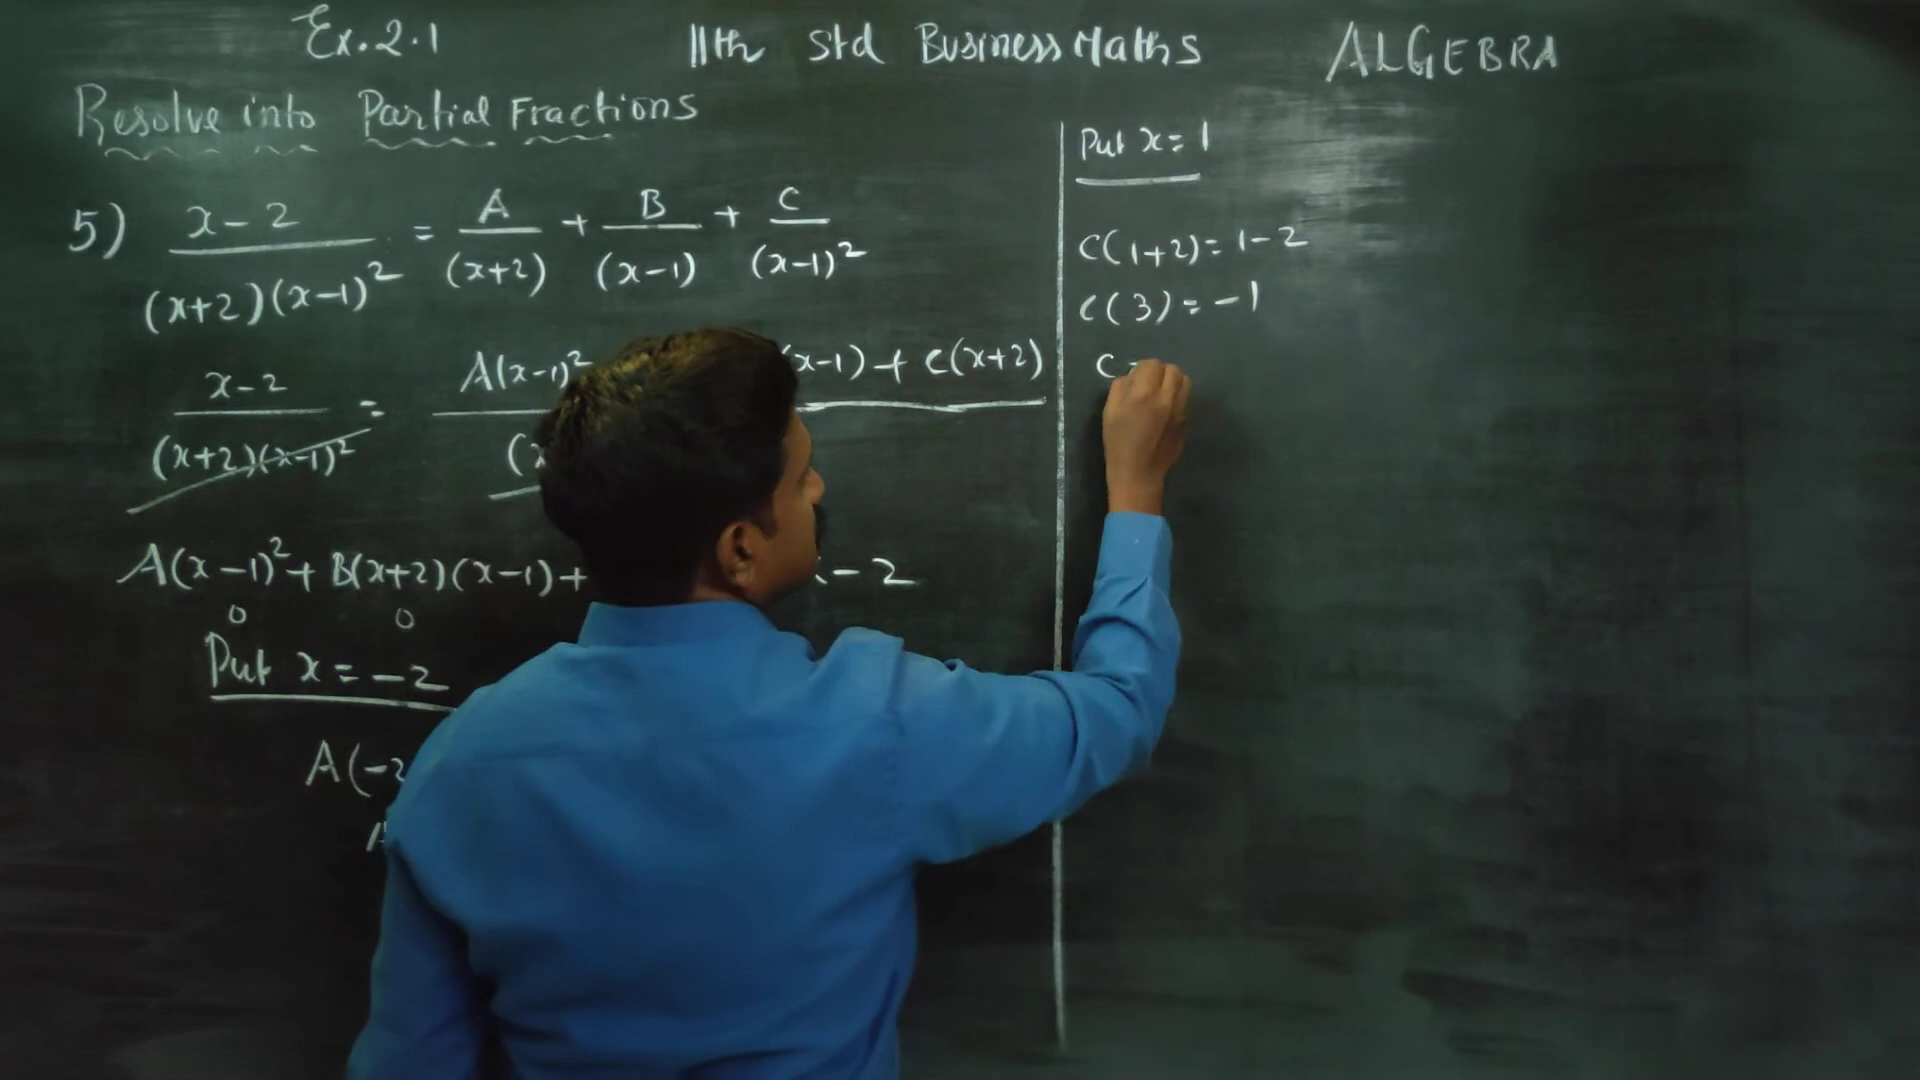 Ex.2.1
11th Std Business Maths
ALGEBRA
Resolve into Partial Fractions
5) x-2 / (x+2)(x-1)² = A / (x+2) + B / (x-1) + C / (x-1)²
x-2 / (x+2)(x-1)² = A(x-1)² (x-1) + C(x+2) / (x
A(x-1)² + B(x+2)(x-1) + -2
0 0
Put x = -2
A(-2
A
Put x = 1
C(1+2) = 1-2
C(3) = -1
C =